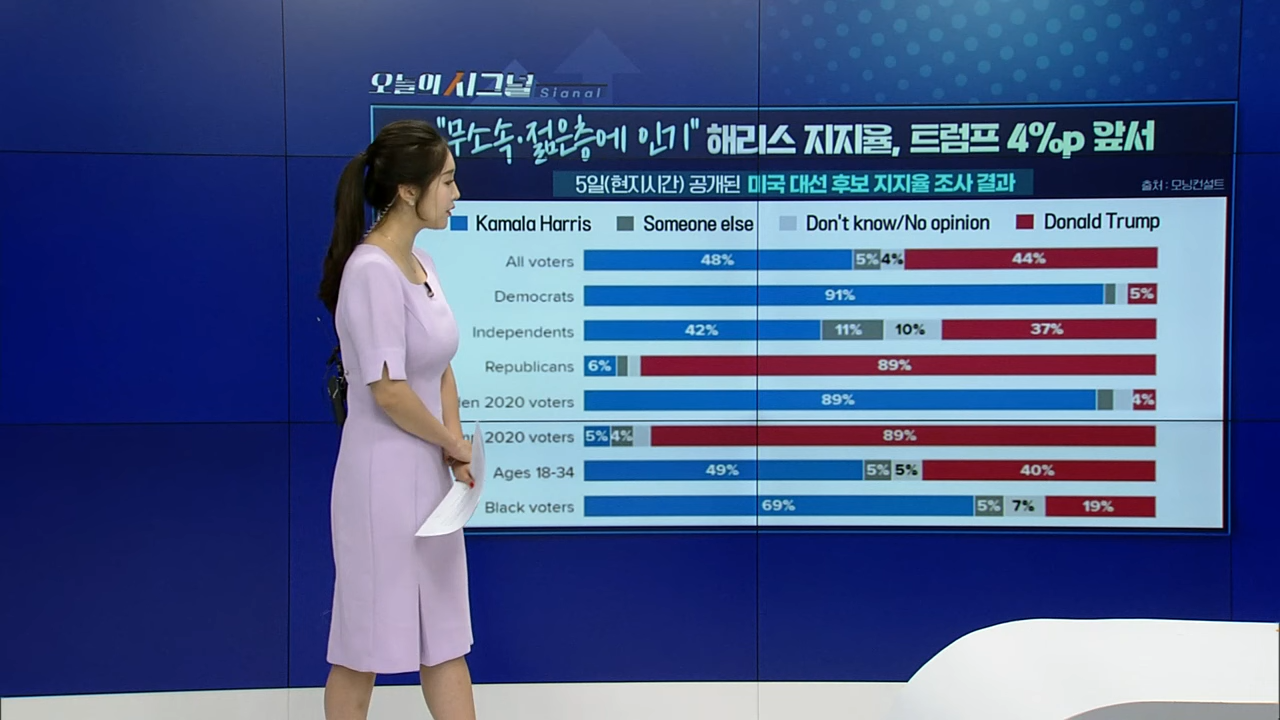 오늘의 시그널
Signal
"무소속·젊은층에 인기" 해리스 지지율, 트럼프 4%p 앞서
5일(현지시간) 공개된 미국 대선 후보 지지율 조사 결과
출처 : 모닝컨설트
Kamala Harris Someone else Don't know/No opinion Donald Trump
All voters 48% 5% 4% 44%
Democrats 91% 5%
Independents 42% 11% 10% 37%
Republicans 6% 89%
en 2020 voters 89% 4%
2020 voters 5% 4% 89%
Ages 18-34 49% 5% 5% 40%
Black voters 69% 5% 7% 19%